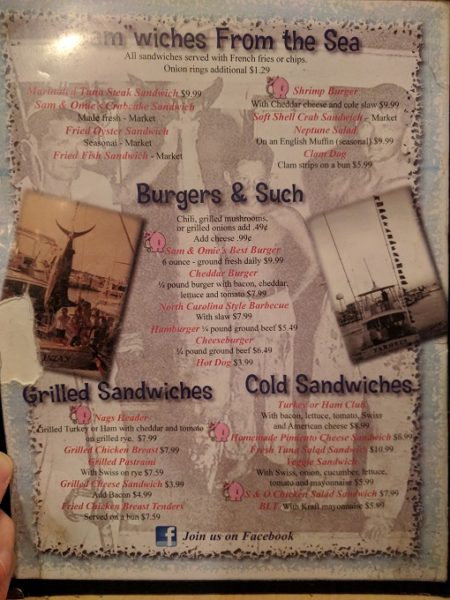 "wiches From the Sea
All sandwiches served with French fries or chips.
Onion rings additional $1.29
Marinated Tuna Steak Sandwich $9.99
Sam & Omie's Crabcake Sandwich
Made fresh - Market
Fried Oyster Sandwich
Seasonal - Market
Fried Fish Sandwich - Market
Shrimp Burger
With Cheddar cheese and cole slaw $9.99
Soft Shell Crab Sandwich - Market
Neptune Salad
On an English Muffin (seasonal) $9.99
Clam Dog
Clam strips on a bun $5.99
Burgers & Such
Chili, grilled mushrooms,
or grilled onions add .49¢
Add cheese .99¢
Sam & Omie's Best Burger
6 ounce - ground fresh daily $9.99
Cheddar Burger
¼ pound burger with bacon, cheddar,
lettuce and tomato $7.99
North Carolina Style Barbecue
With slaw $7.99
Hamburger ¼ pound ground beef $5.49
Cheeseburger
¼ pound ground beef $6.49
Hot Dog $3.99
Grilled Sandwiches
Nags Header
Grilled Turkey or Ham with cheddar and tomato
on grilled rye. $7.99
Grilled Chicken Breast $7.99
Grilled Pastrami
With Swiss on rye $7.59
Grilled Cheese Sandwich $3.99
Add Bacon $4.99
Fried Chicken Breast Tenders
Served on a bun $7.59
Cold Sandwiches
Turkey or Ham Club
With bacon, lettuce, tomato, Swiss
and American cheese $8.99
Homemade Pimiento Cheese Sandwich $6.99
Fresh Tuna Salad Sandwich $10.99
Veggie Sandwich
With Swiss, onion, cucumber, lettuce,
tomato and mayonnaise $5.99
S & O Chicken Salad Sandwich $7.99
BLT With Kraft mayonnaise $5.99
f Join us on Facebook